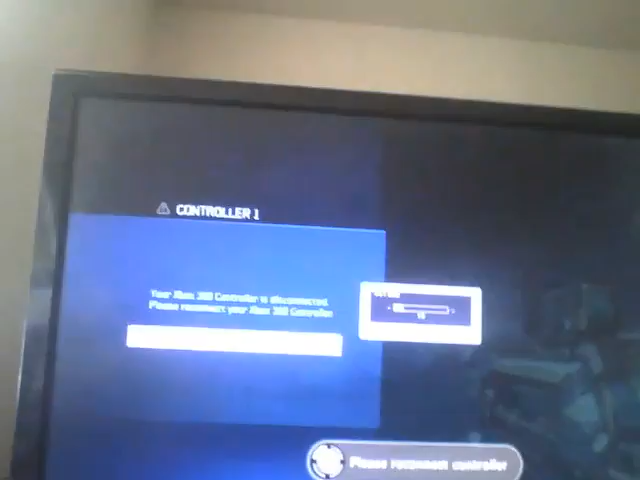 CONTROLLER 1
Your Xbox 360 Controller is disconnected.
Please reconnect your Xbox 360 Controller
Please reconnect controller